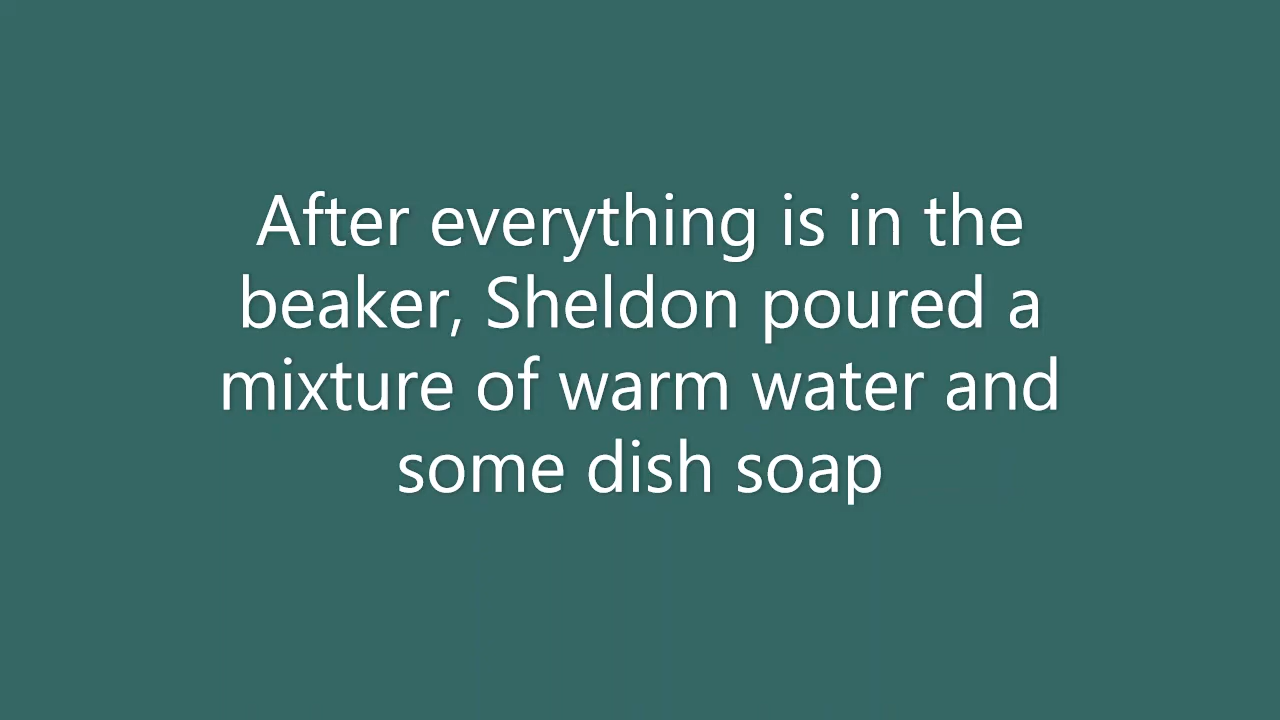 After everything is in the
beaker, Sheldon poured a
mixture of warm water and
some dish soap